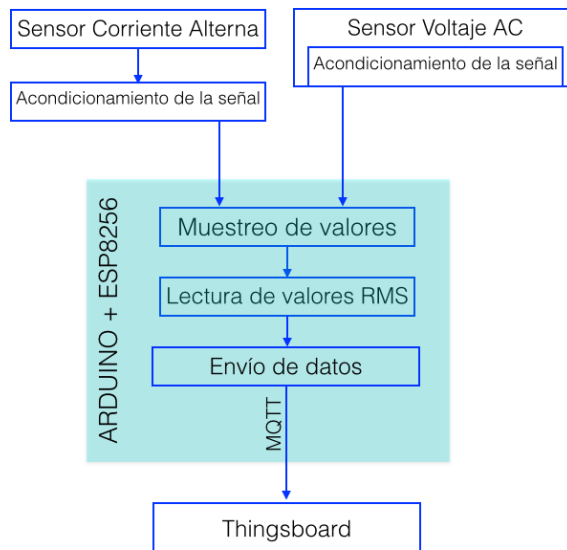 Sensor Corriente Alterna
Sensor Voltaje AC
Acondicionamiento de la señal
Acondicionamiento de la señal
ARDUINO + ESP8256
Muestreo de valores
Lectura de valores RMS
Envío de datos
MQTT
Thingsboard